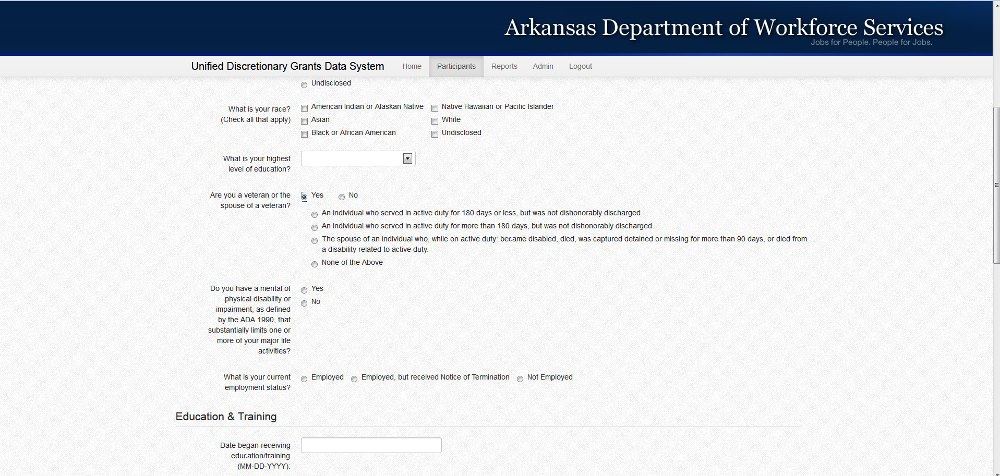 Arkansas Department of Workforce Services
Jobs for People. People for Jobs.
Unified Discretionary Grants Data System Home Participants Reports Admin Logout
Undisclosed
What is your race?
(Check all that apply)
American Indian or Alaskan Native Native Hawaiian or Pacific Islander
Asian White
Black or African American Undisclosed
What is your highest
level of education?
Are you a veteran or the
spouse of a veteran?
Yes No
An individual who served in active duty for 180 days or less, but was not dishonorably discharged.
An individual who served in active duty for more than 180 days, but was not dishonorably discharged.
The spouse of an individual who, while on active duty: became disabled, died, was captured detained or missing for more than 90 days, or died from
a disability related to active duty.
None of the Above
Do you have a mental of
physical disability or
impairment, as defined
by the ADA 1990, that
substantially limits one or
more of your major life
activities?
Yes
No
What is your current
employment status?
Employed Employed, but received Notice of Termination Not Employed
Education & Training
Date began receiving
education/training
(MM-DD-YYYY):